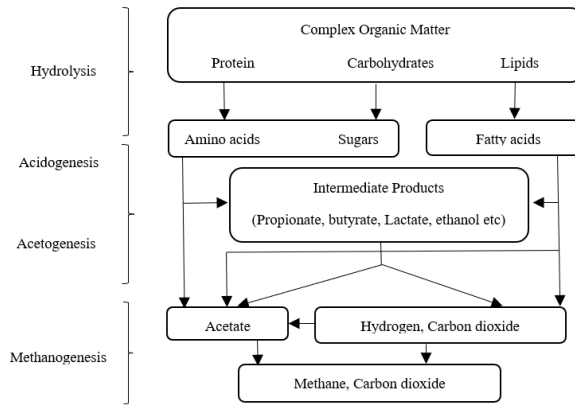 Complex Organic Matter
Hydrolysis
Protein Carbohydrates Lipids
Amino acids Sugars Fatty acids
Acidogenesis
Intermediate Products
(Propionate, butyrate, Lactate, ethanol etc)
Acetogenesis
Acetate Hydrogen, Carbon dioxide
Methanogenesis
Methane, Carbon dioxide